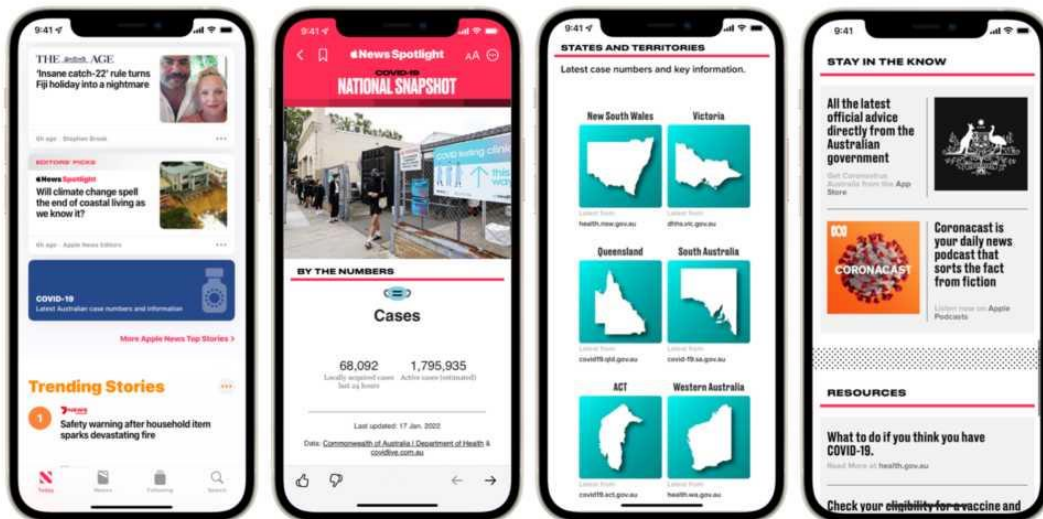 9:41
THE AGE
'Insane catch-22' rule turns
Fiji holiday into a nightmare
6h ago · Stephen Brook
EDITORS' PICKS
News Spotlight
Will climate change spell
the end of coastal living as
we know it?
6h ago · Apple News Editors
COVID-19
Latest Australian case numbers and information
More Apple News Top Stories >
Trending Stories
1
7NEWS
Safety warning after household item
sparks devastating fire
Today
Following
Search
9:41
News Spotlight
AA
COVID-19
NATIONAL SNAPSHOT
COVID testing clinic
this
way
BY THE NUMBERS
Cases
68,092
Locally acquired cases
last 24 hours
1,795,935
Active cases (estimated)
Last updated: 17 Jan. 2022
Data: Commonwealth of Australia | Department of Health &
covidlive.com.au
9:41
STATES AND TERRITORIES
Latest case numbers and key information.
New South Wales
Latest from
health.nsw.gov.au
Victoria
Latest from
dhhs.vic.gov.au
Queensland
Latest from
covid19.qld.gov.au
South Australia
Latest from
covid-19.sa.gov.au
ACT
Latest from
covid19.act.gov.au
Western Australia
Latest from
health.wa.gov.au
9:41
STAY IN THE KNOW
All the latest
official advice
directly from the
Australian
government
Get Coronavirus
Australia from the App
Store
CORONACAST
Coronacast is
your daily news
podcast that
sorts the fact
from fiction
Listen now on Apple
Podcasts
RESOURCES
What to do if you think you have
COVID-19.
Read More at health.gov.au
Check your eligibility for a vaccine and